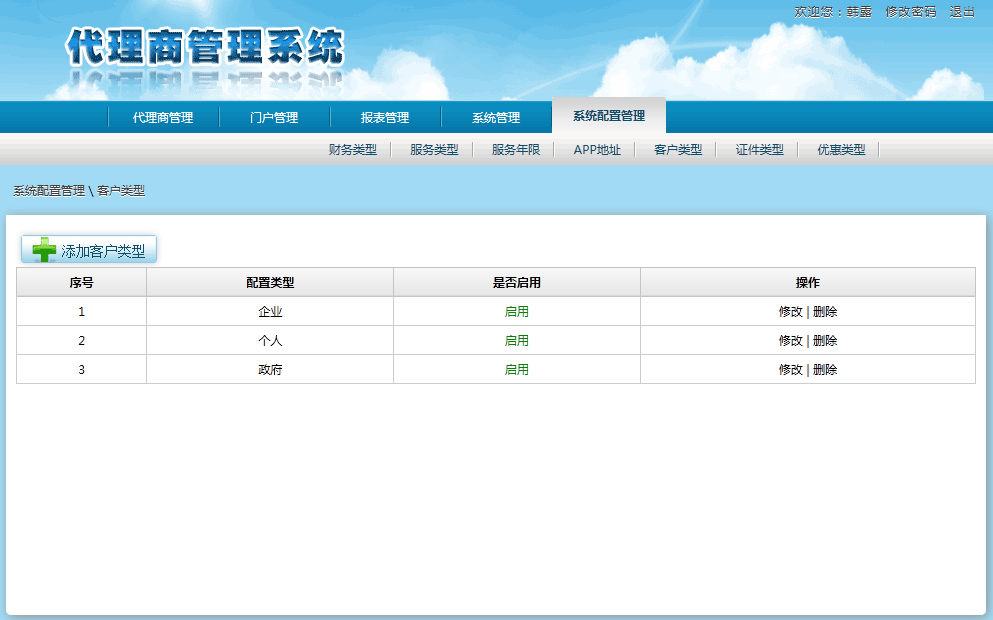 欢迎您：韩露 修改密码 退出
代理商管理系统
代理商管理 门户管理 报表管理 系统管理 系统配置管理
财务类型 服务类型 服务年限 APP地址 客户类型 证件类型 优惠类型
系统配置管理 \ 客户类型
添加客户类型
序号 配置类型 是否启用 操作
1 企业 启用 修改 | 删除
2 个人 启用 修改 | 删除
3 政府 启用 修改 | 删除